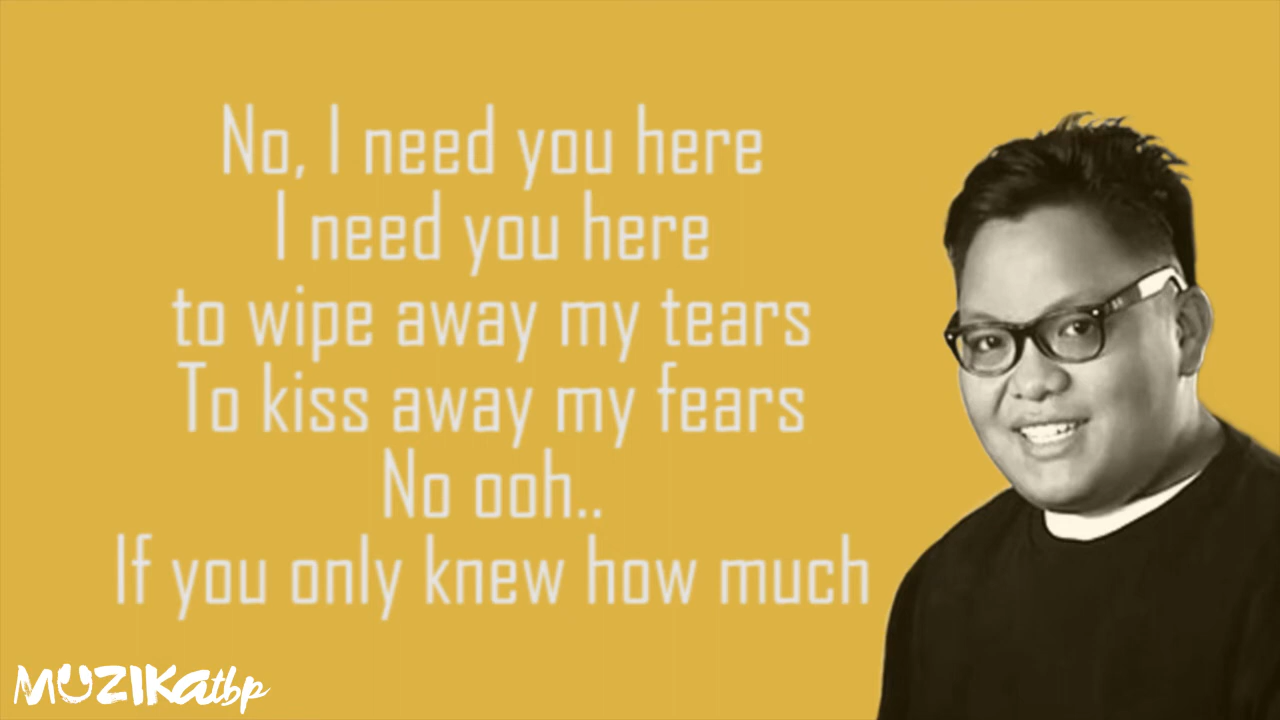 No, I need you here
I need you here
to wipe away my tears
To kiss away my fears
No ooh..
If you only knew how much
MUZIKAtbp